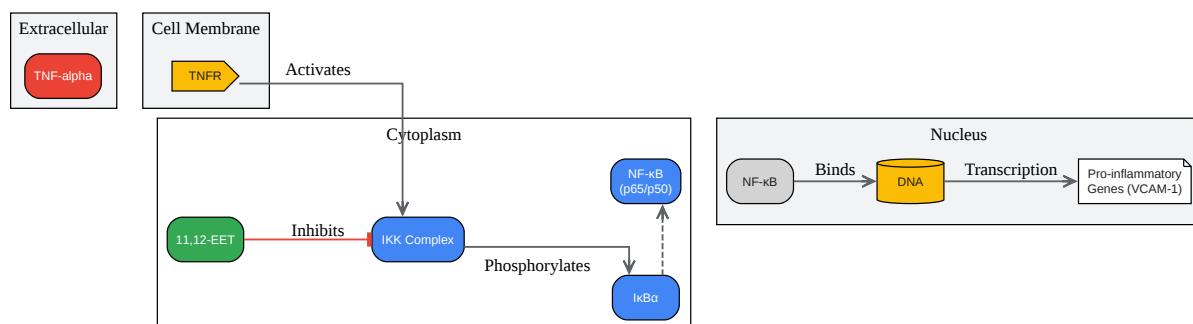 Extracellular
TNF-alpha
Cell Membrane
TNFR
Activates
Cytoplasm
NF-κB
(p65/p50)
11,12-EET
Inhibits
IKK Complex
Phosphorylates
IκBα
Nucleus
NF-κB
Binds
DNA
Transcription
Pro-inflammatory
Genes (VCAM-1)